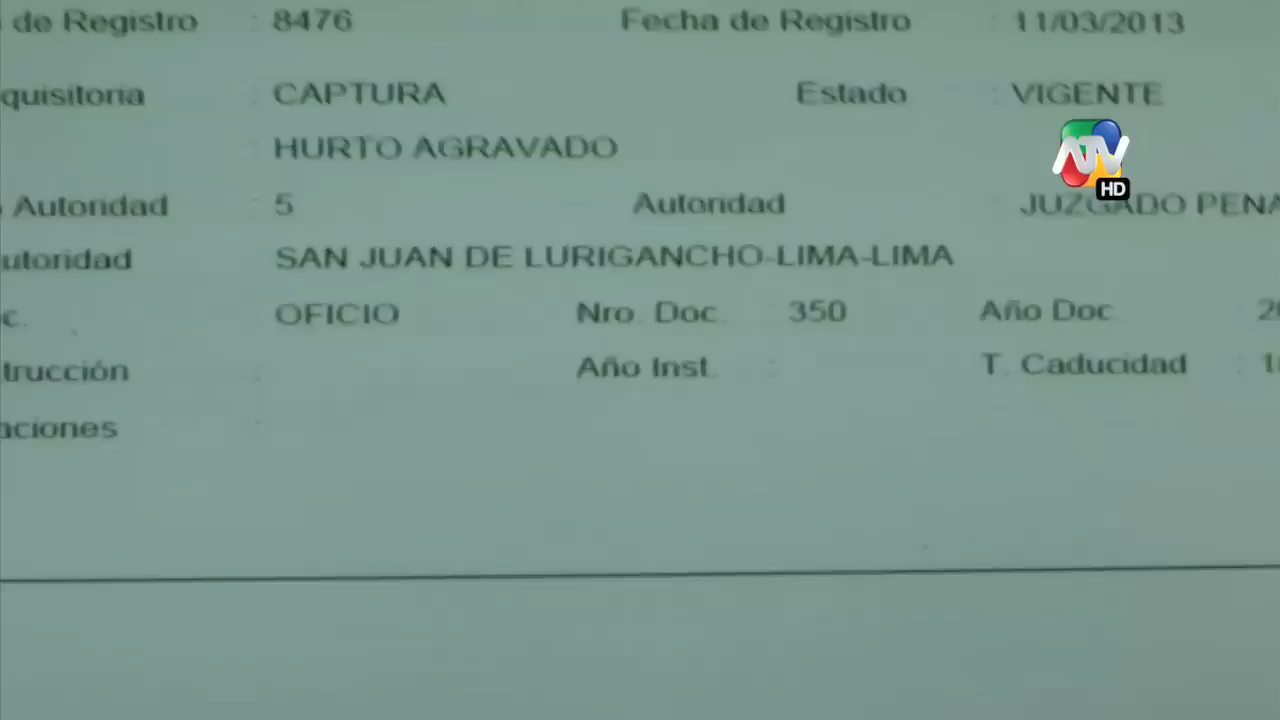 de Registro : 8476 Fecha de Registro : 11/03/2013
quisitoria : CAPTURA Estado : VIGENTE
: HURTO AGRAVADO
ATV
HD
Autoridad : 5 Autoridad : JUZGADO PENA
utoridad : SAN JUAN DE LURIGANCHO-LIMA-LIMA
c. : OFICIO Nro. Doc. : 350 Año Doc. : 20
trucción : Año Inst. : T. Caducidad : 
aciones :